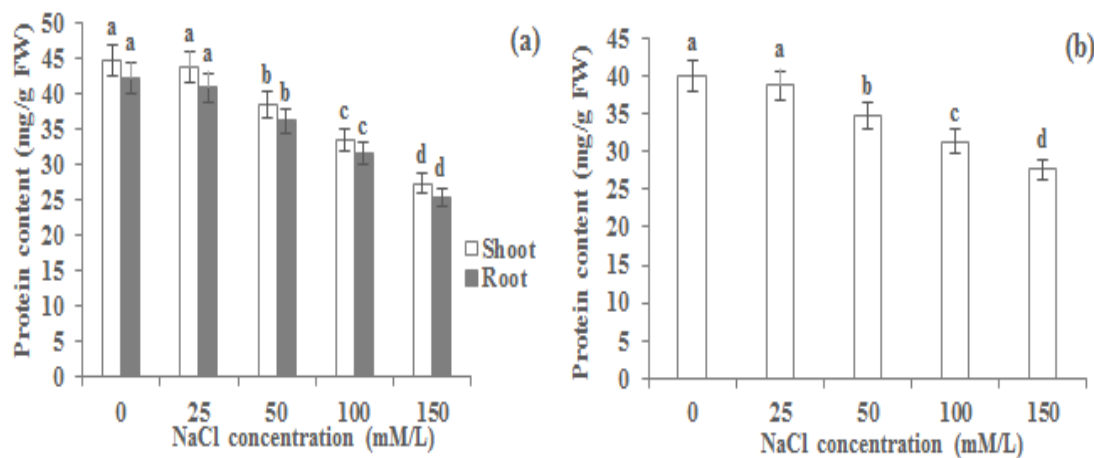 Protein content (mg/g FW)
50
45
40
35
30
25
20
15
10
5
0
a a a a b b c c d d
(a)
Shoot
Root
0 25 50 100 150
NaCl concentration (mM/L)
Protein content (mg/g FW)
45
40
35
30
25
20
15
10
5
0
a a b c d
(b)
0 25 50 100 150
NaCl concentration (mM/L)